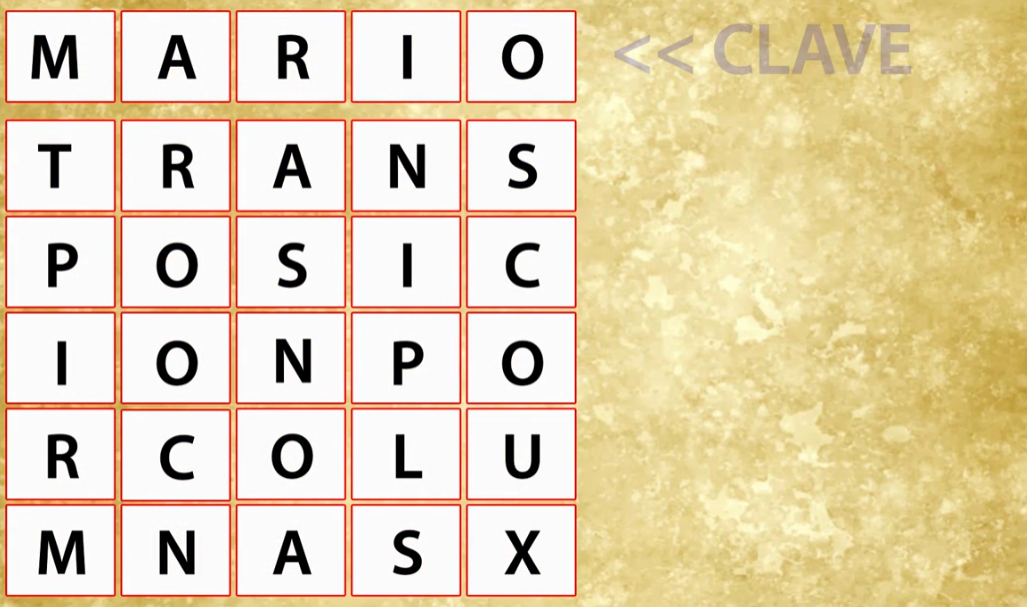 M A R I O << CLAVE
T R A N S
P O S I C
I O N P O
R C O L U
M N A S X